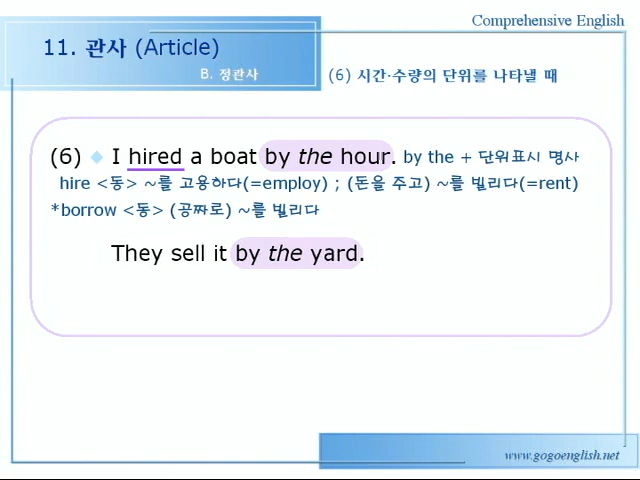 Comprehensive English
11. 관사 (Article)
B. 정관사
(6) 시간·수량의 단위를 나타낼 때
(6) ◆ I hired a boat by the hour. by the + 단위표시 명사
hire <동> ~를 고용하다(=employ) ; (돈을 주고) ~를 빌리다(=rent)
*borrow <동> (공짜로) ~를 빌리다
They sell it by the yard.
www.gogoenglish.net